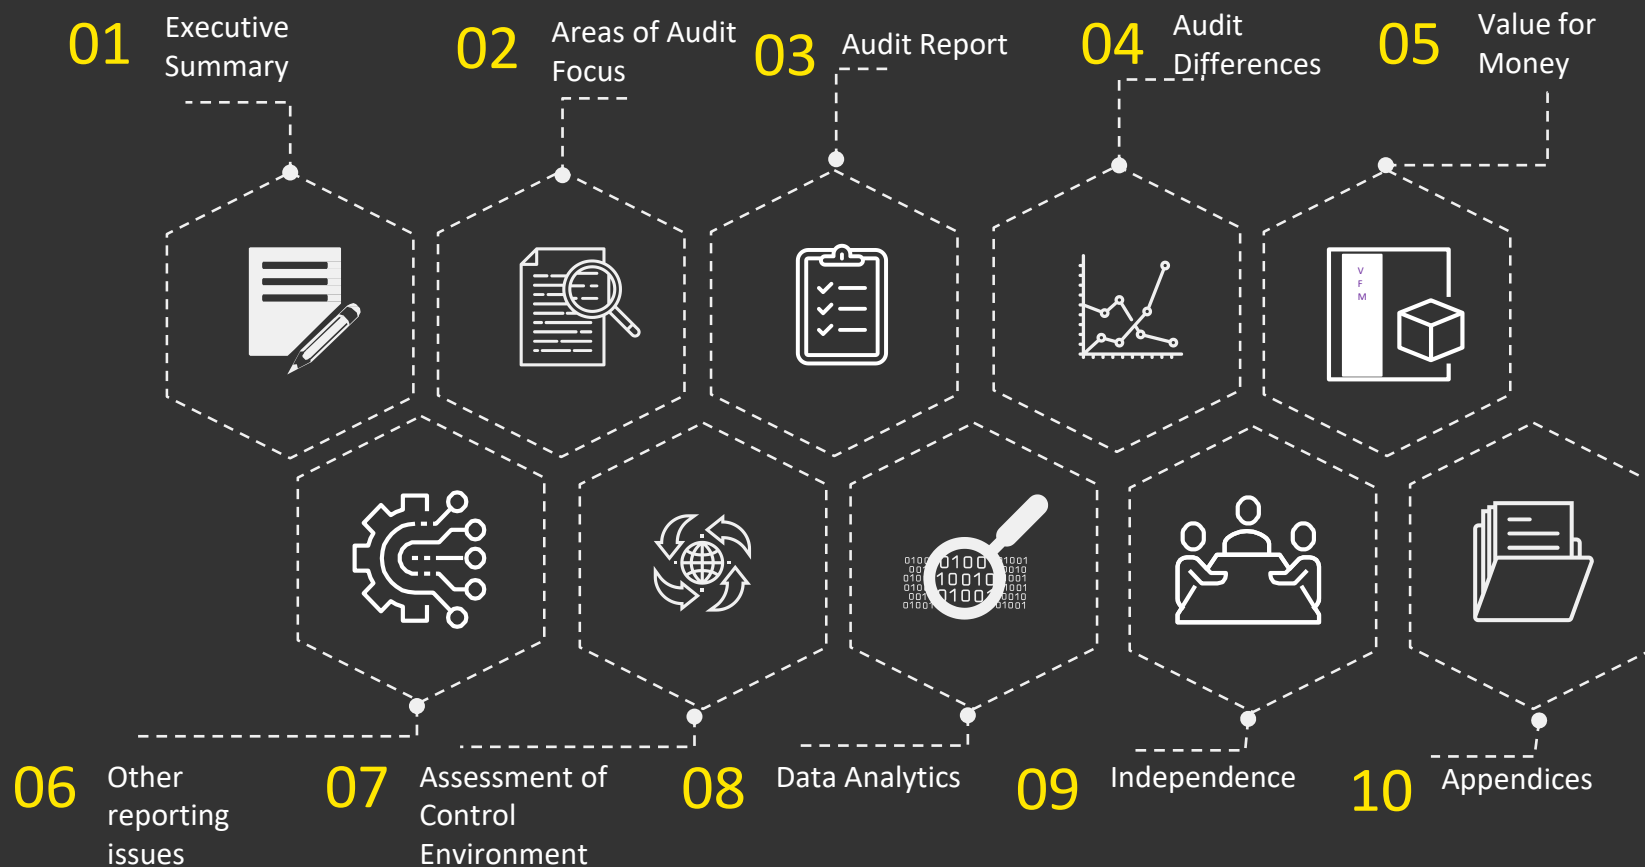 01
Executive
Summary
02
Areas of Audit
Focus
03
Audit Report
04
Audit
Differences
05
Value for
Money
V
F
M
06
Other
reporting
issues
07
Assessment of
Control
Environment
08
Data Analytics
09
Independence
10
Appendices